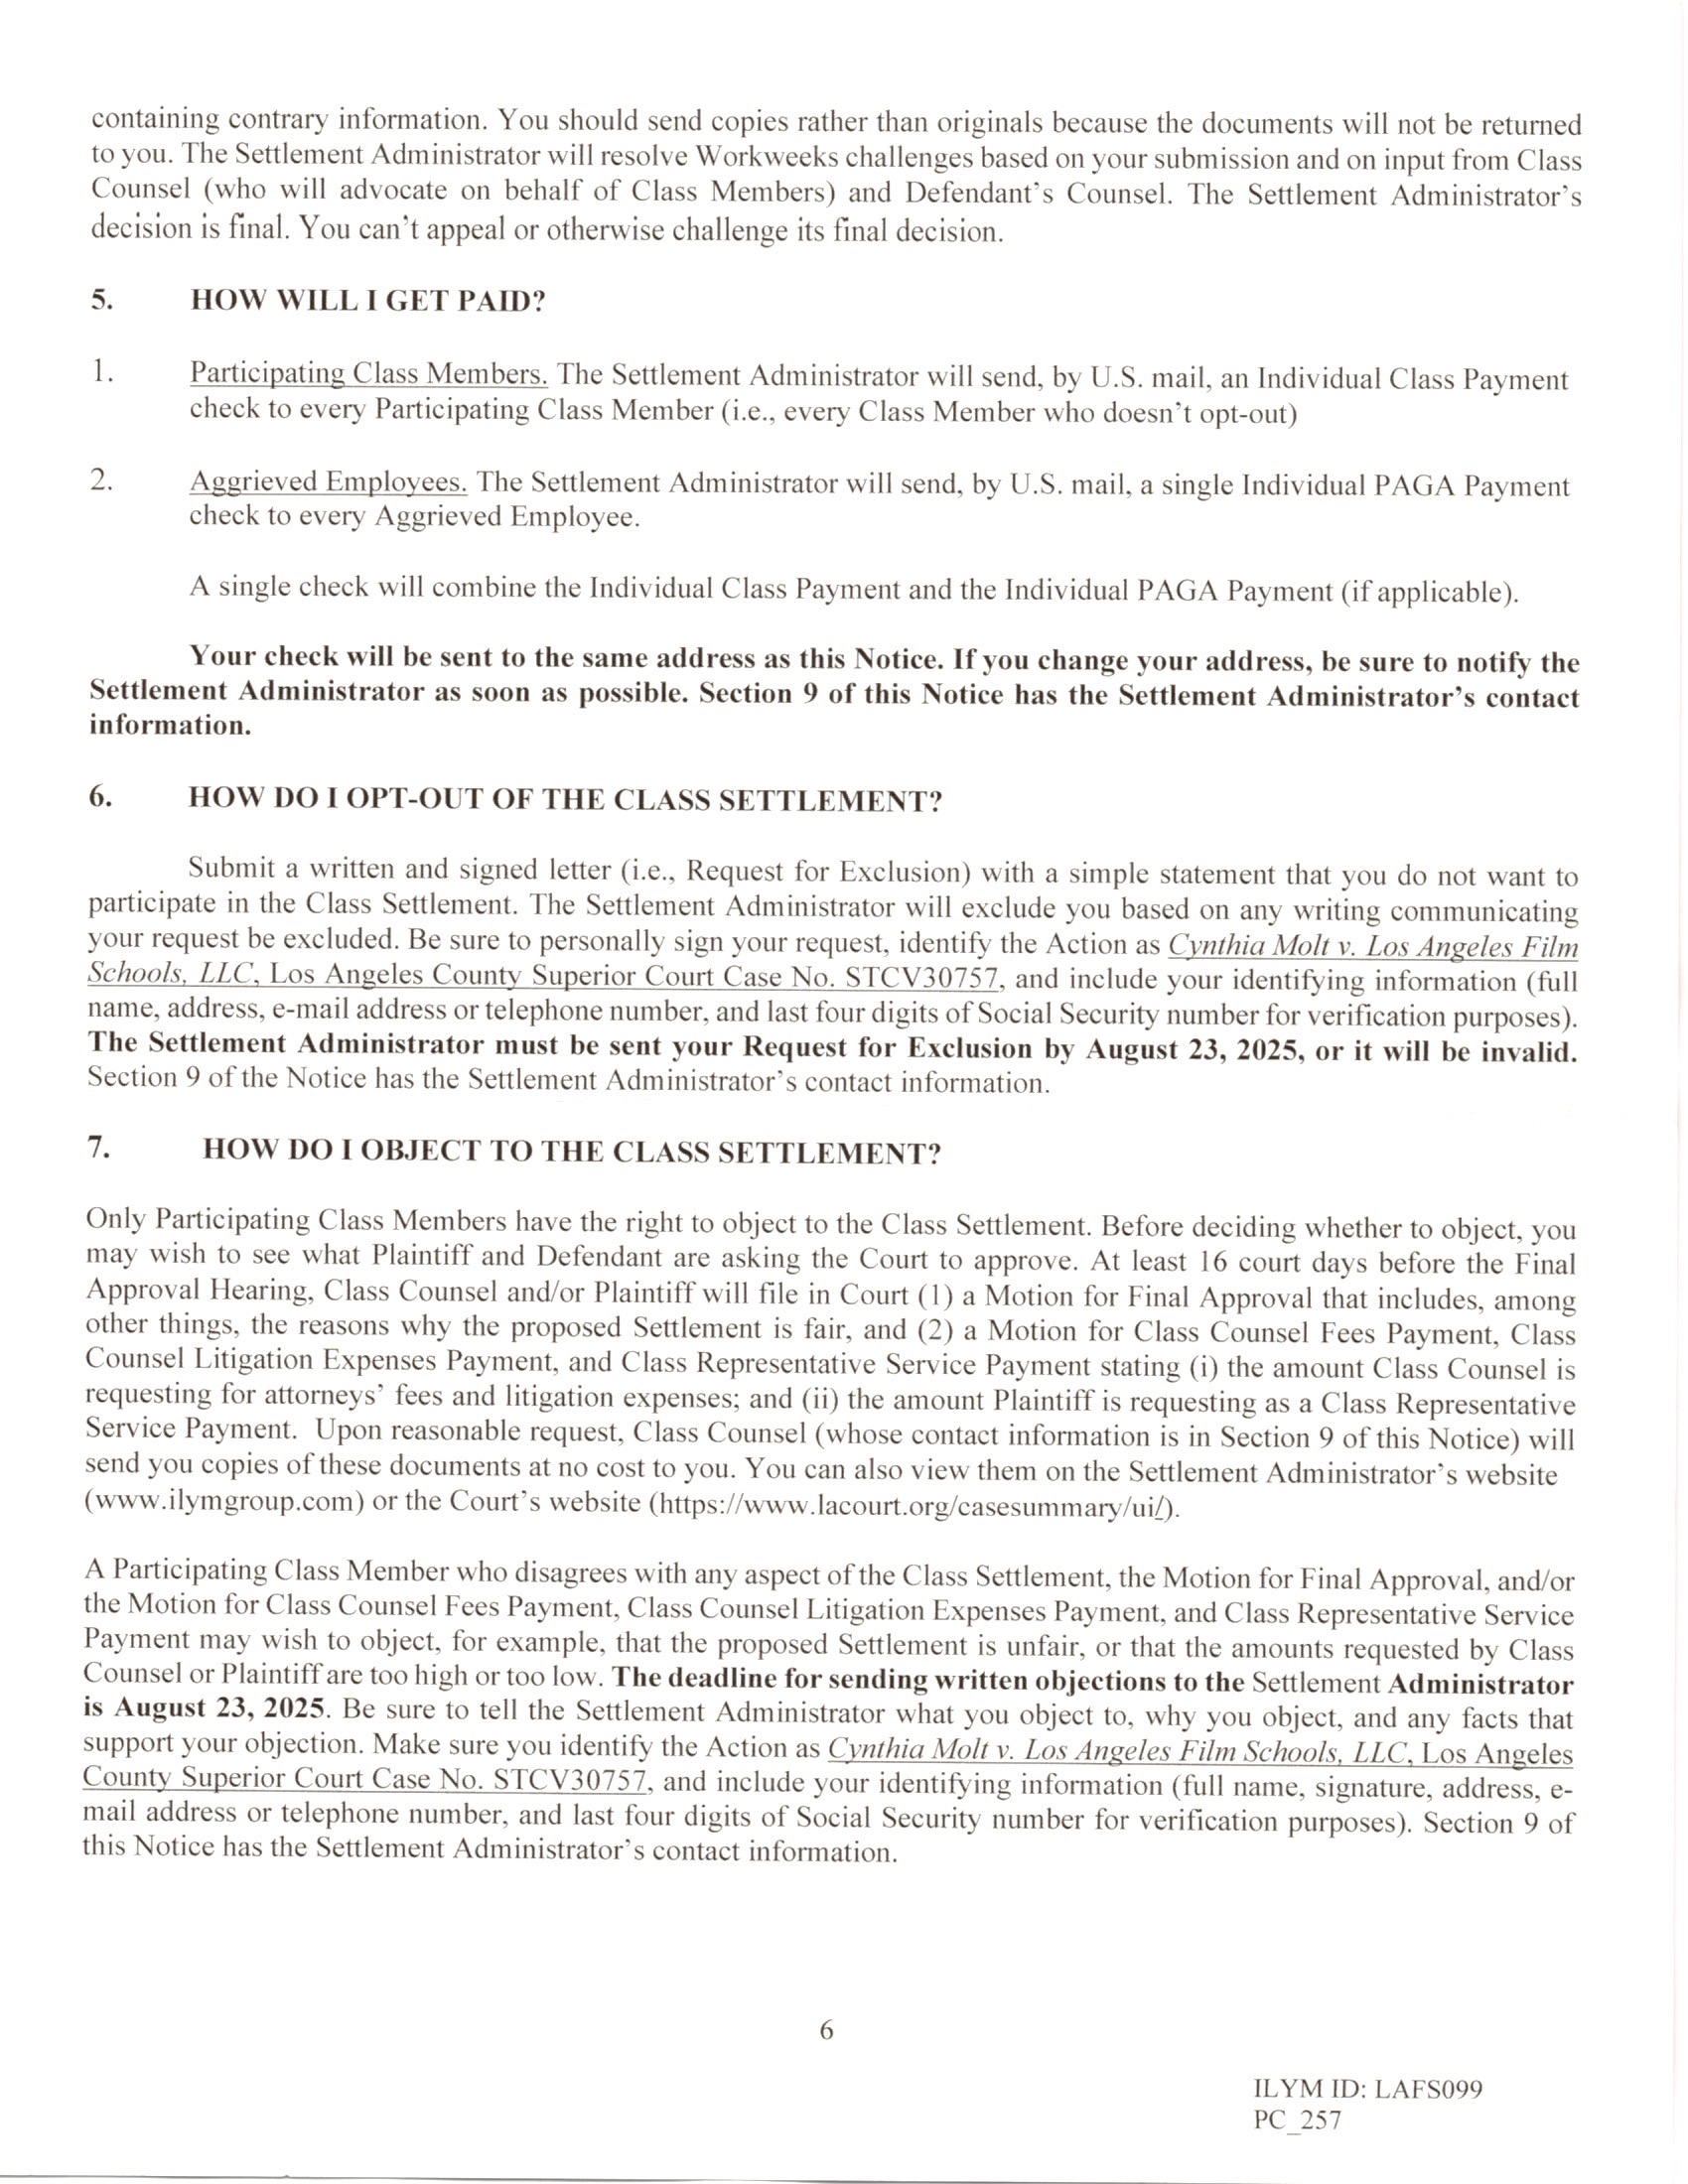 containing contrary information. You should send copies rather than originals because the documents will not be returned
to you. The Settlement Administrator will resolve Workweeks challenges based on your submission and on input from Class
Counsel (who will advocate on behalf of Class Members) and Defendant's Counsel. The Settlement Administrator's
decision is final. You can't appeal or otherwise challenge its final decision.
5. HOW WILL I GET PAID?
1. Participating Class Members. The Settlement Administrator will send, by U.S. mail, an Individual Class Payment
check to every Participating Class Member (i.e., every Class Member who doesn't opt-out)
2. Aggrieved Employees. The Settlement Administrator will send, by U.S. mail, a single Individual PAGA Payment
check to every Aggrieved Employee.
A single check will combine the Individual Class Payment and the Individual PAGA Payment (if applicable).
Your check will be sent to the same address as this Notice. If you change your address, be sure to notify the
Settlement Administrator as soon as possible. Section 9 of this Notice has the Settlement Administrator's contact
information.
6. HOW DO I OPT-OUT OF THE CLASS SETTLEMENT?
Submit a written and signed letter (i.e., Request for Exclusion) with a simple statement that you do not want to
participate in the Class Settlement. The Settlement Administrator will exclude you based on any writing communicating
your request be excluded. Be sure to personally sign your request, identify the Action as Cynthia Molt v. Los Angeles Film
Schools, LLC, Los Angeles County Superior Court Case No. STCV30757, and include your identifying information (full
name, address, e-mail address or telephone number, and last four digits of Social Security number for verification purposes).
The Settlement Administrator must be sent your Request for Exclusion by August 23, 2025, or it will be invalid.
Section 9 of the Notice has the Settlement Administrator's contact information.
7. HOW DO I OBJECT TO THE CLASS SETTLEMENT?
Only Participating Class Members have the right to object to the Class Settlement. Before deciding whether to object, you
may wish to see what Plaintiff and Defendant are asking the Court to approve. At least 16 court days before the Final
Approval Hearing, Class Counsel and/or Plaintiff will file in Court (1) a Motion for Final Approval that includes, among
other things, the reasons why the proposed Settlement is fair, and (2) a Motion for Class Counsel Fees Payment, Class
Counsel Litigation Expenses Payment, and Class Representative Service Payment stating (i) the amount Class Counsel is
requesting for attorneys' fees and litigation expenses; and (ii) the amount Plaintiff is requesting as a Class Representative
Service Payment. Upon reasonable request, Class Counsel (whose contact information is in Section 9 of this Notice) will
send you copies of these documents at no cost to you. You can also view them on the Settlement Administrator's website
(www.ilymgroup.com) or the Court's website (https://www.lacourt.org/casesummary/ui/).
A Participating Class Member who disagrees with any aspect of the Class Settlement, the Motion for Final Approval, and/or
the Motion for Class Counsel Fees Payment, Class Counsel Litigation Expenses Payment, and Class Representative Service
Payment may wish to object, for example, that the proposed Settlement is unfair, or that the amounts requested by Class
Counsel or Plaintiff are too high or too low. The deadline for sending written objections to the Settlement Administrator
is August 23, 2025. Be sure to tell the Settlement Administrator what you object to, why you object, and any facts that
support your objection. Make sure you identify the Action as Cynthia Molt v. Los Angeles Film Schools, LLC, Los Angeles
County Superior Court Case No. STCV30757, and include your identifying information (full name, signature, address, e-
mail address or telephone number, and last four digits of Social Security number for verification purposes). Section 9 of
this Notice has the Settlement Administrator's contact information.
6
ILYM ID: LAFS099
PC_257